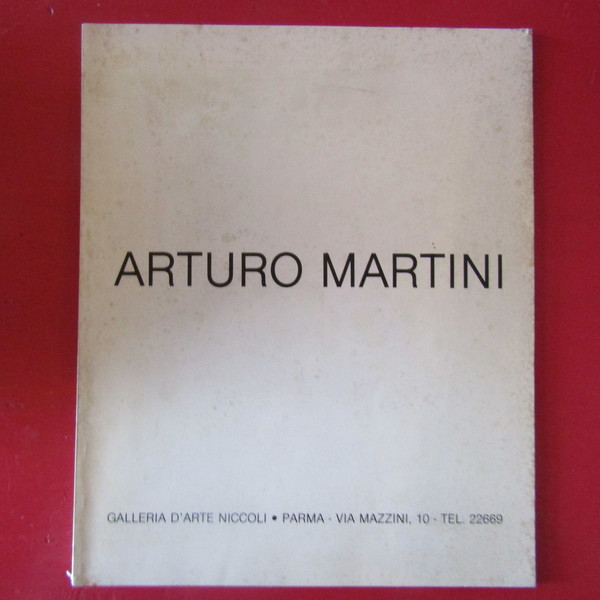 ARTURO MARTINI
GALLERIA D'ARTE NICCOLI • PARMA - VIA MAZZINI, 10 - TEL. 22669